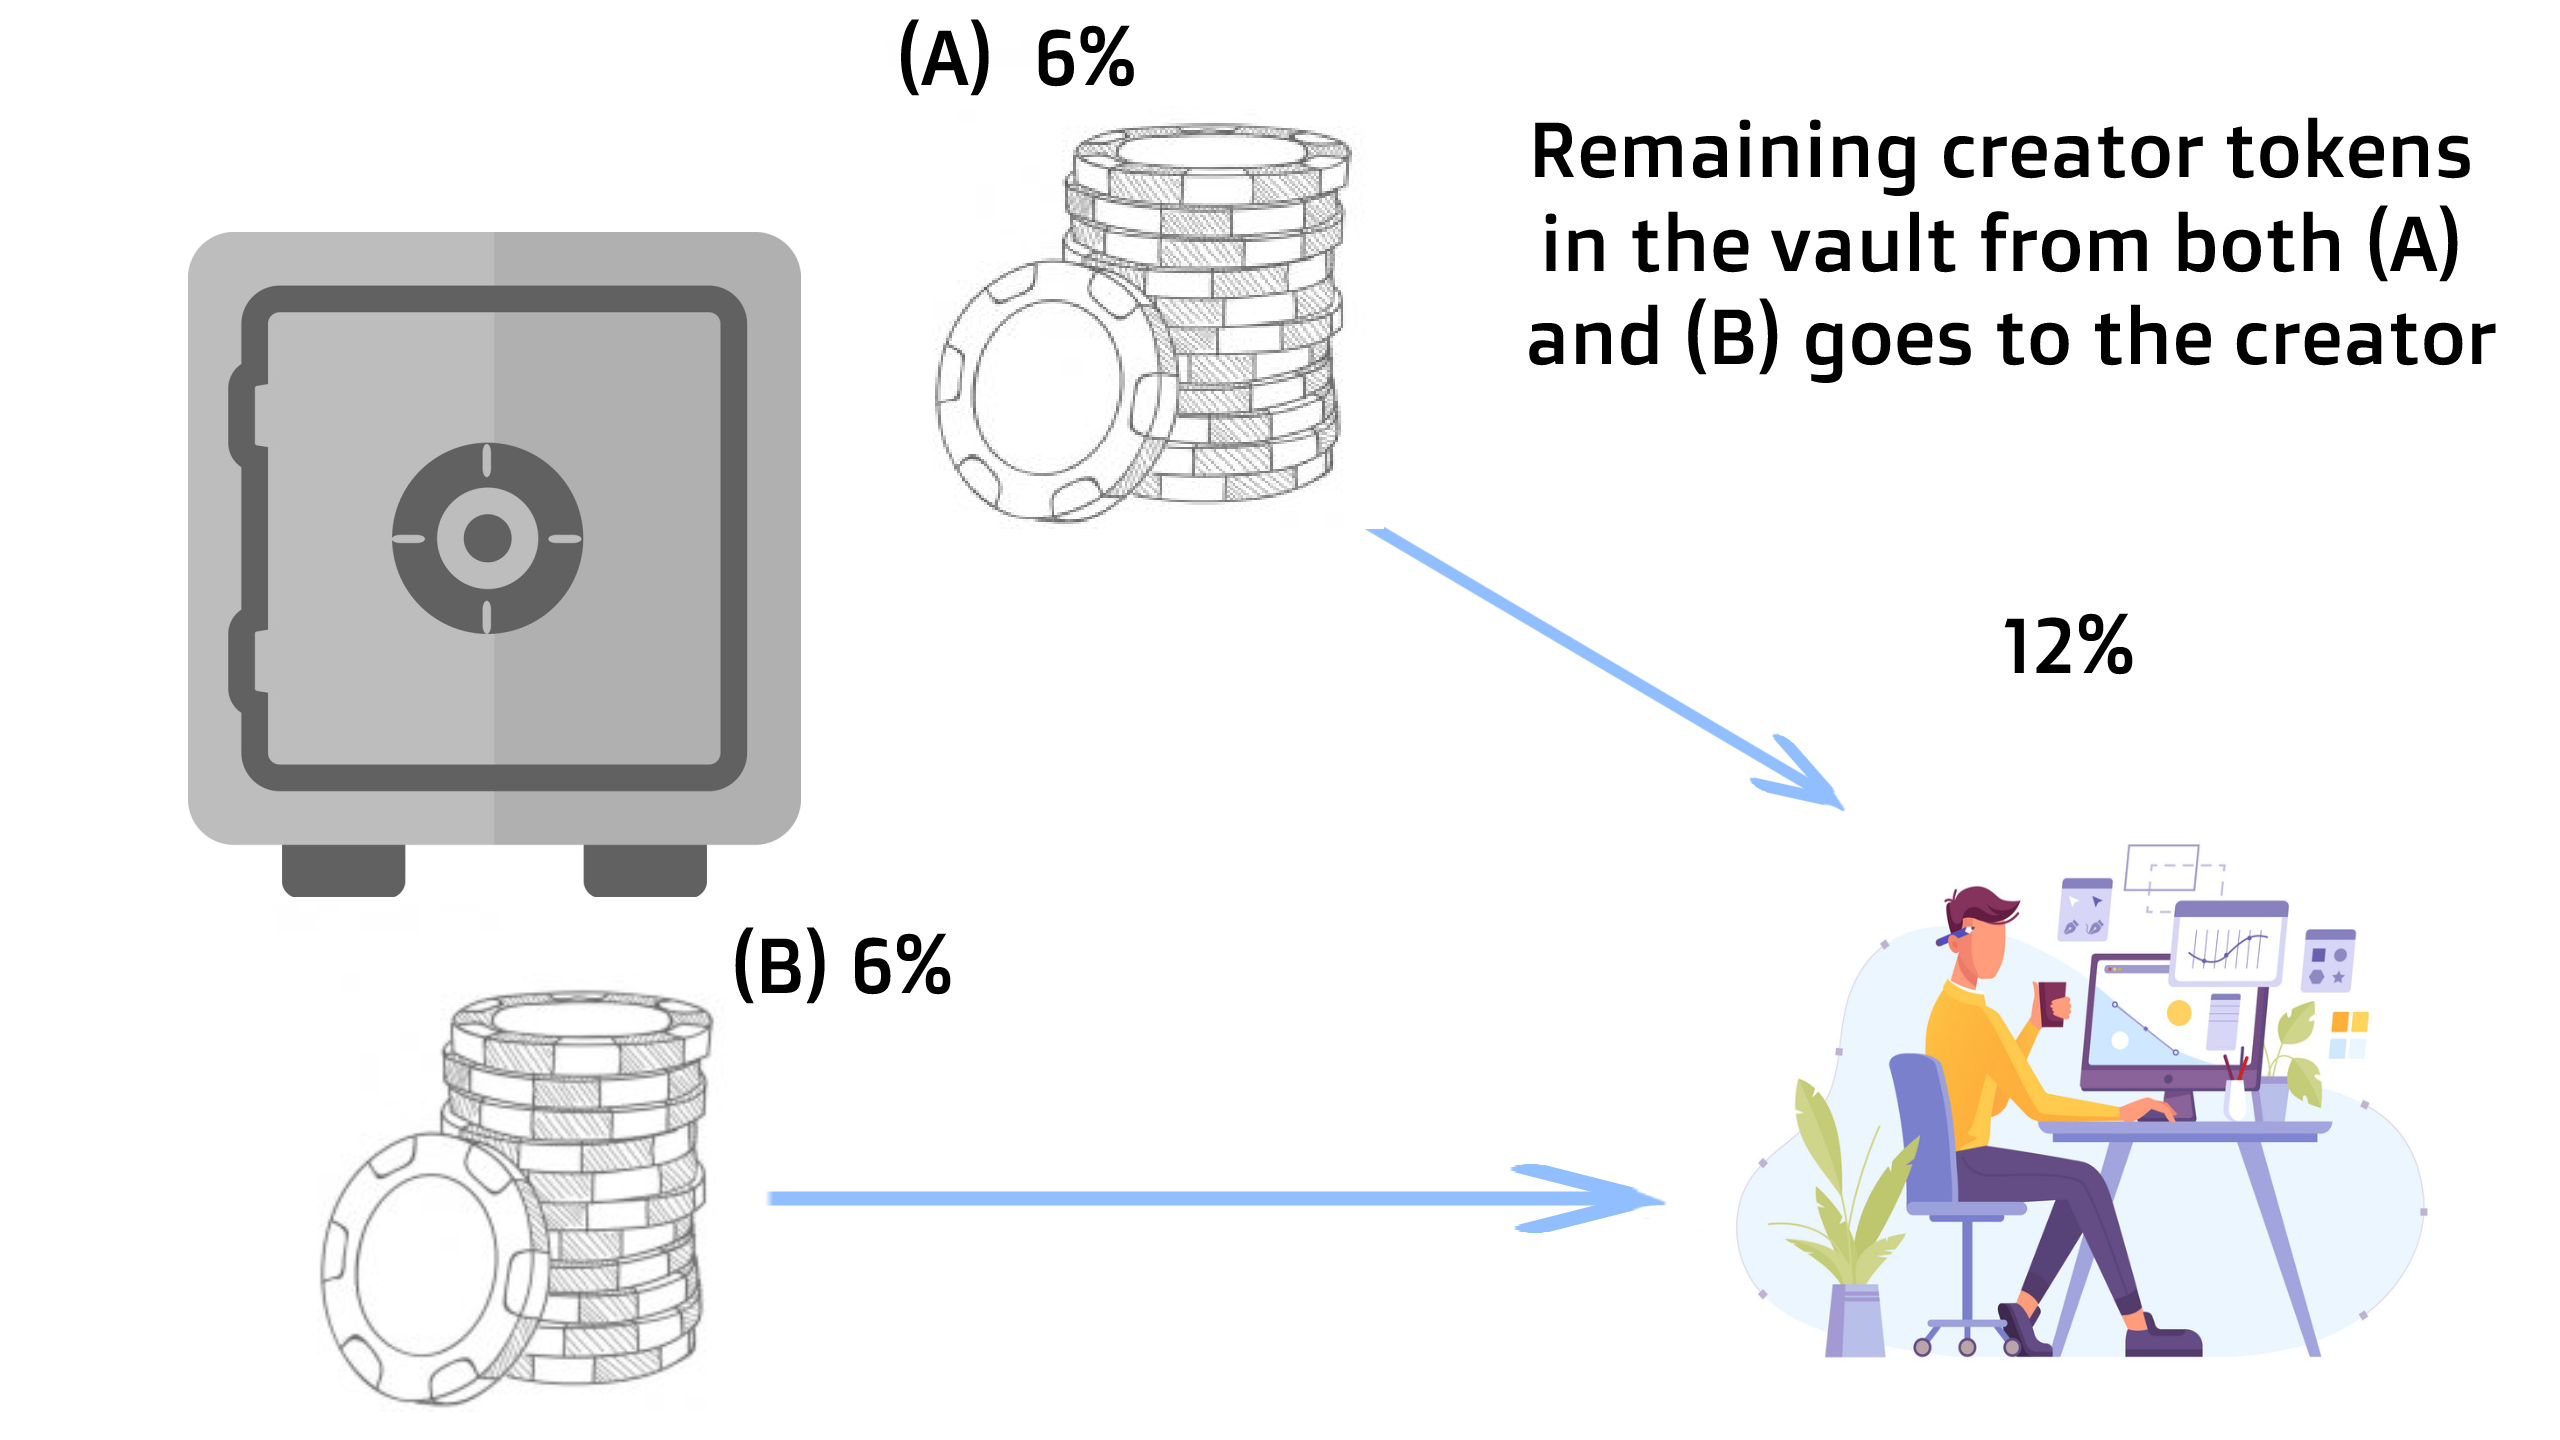 (A) 6%
Remaining creator tokens
in the vault from both (A)
and (B) goes to the creator
12%
(B) 6%